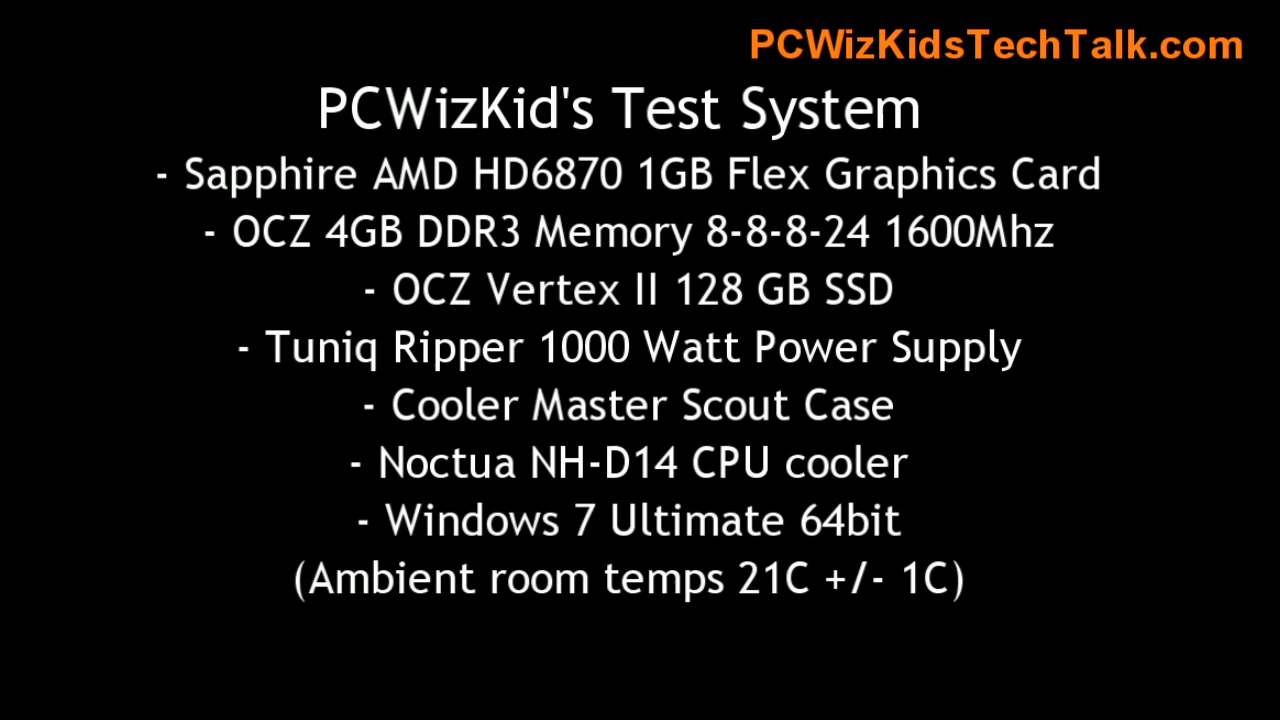 PCWizKidsTechTalk.com
PCWizKid's Test System
- Sapphire AMD HD6870 1GB Flex Graphics Card
- OCZ 4GB DDR3 Memory 8-8-8-24 1600Mhz
- OCZ Vertex II 128 GB SSD
- Tuniq Ripper 1000 Watt Power Supply
- Cooler Master Scout Case
- Noctua NH-D14 CPU cooler
- Windows 7 Ultimate 64bit
(Ambient room temps 21C +/- 1C)